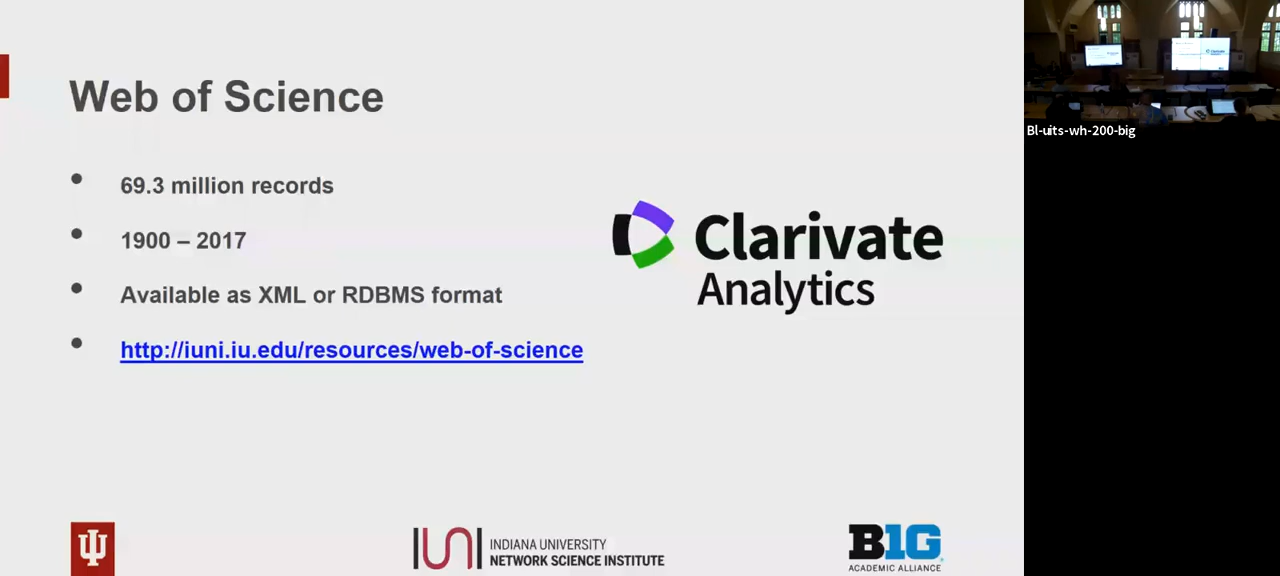 Web of Science
69.3 million records
1900 – 2017
Available as XML or RDBMS format
http://iuni.iu.edu/resources/web-of-science
Clarivate
Analytics
Bl-uits-wh-200-big
IUNI
INDIANA UNIVERSITY
NETWORK SCIENCE INSTITUTE
B1G
ACADEMIC ALLIANCE